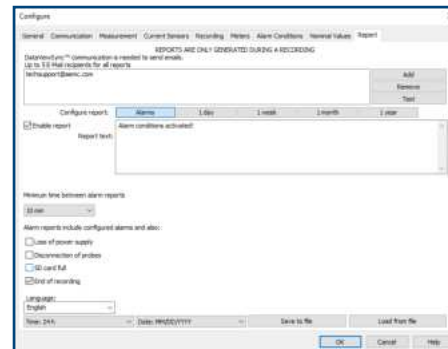 Configure
General Communication Measurement Current Sensors Recording Meters Alarm Conditions Nominal Values Report
REPORTS ARE ONLY GENERATED DURING A RECORDING
DataViewSync™ communication is needed to send emails.
Up to 50 Mail recipients for all reports
techsupport@aemc.com
Add
Remove
Test
Configure report: Alarms 1 day 1 week 1 month 1 year
Enable report
Report text:
Alarm conditions activated!
Minimum time between alarm reports
10 min
Alarm reports include configured alarms and also:
Loss of power supply
Disconnection of probes
SD card full
End of recording
Language:
English
Time: 24 h Date: MM/DD/YYYY Save to file Load from file
OK Cancel Help